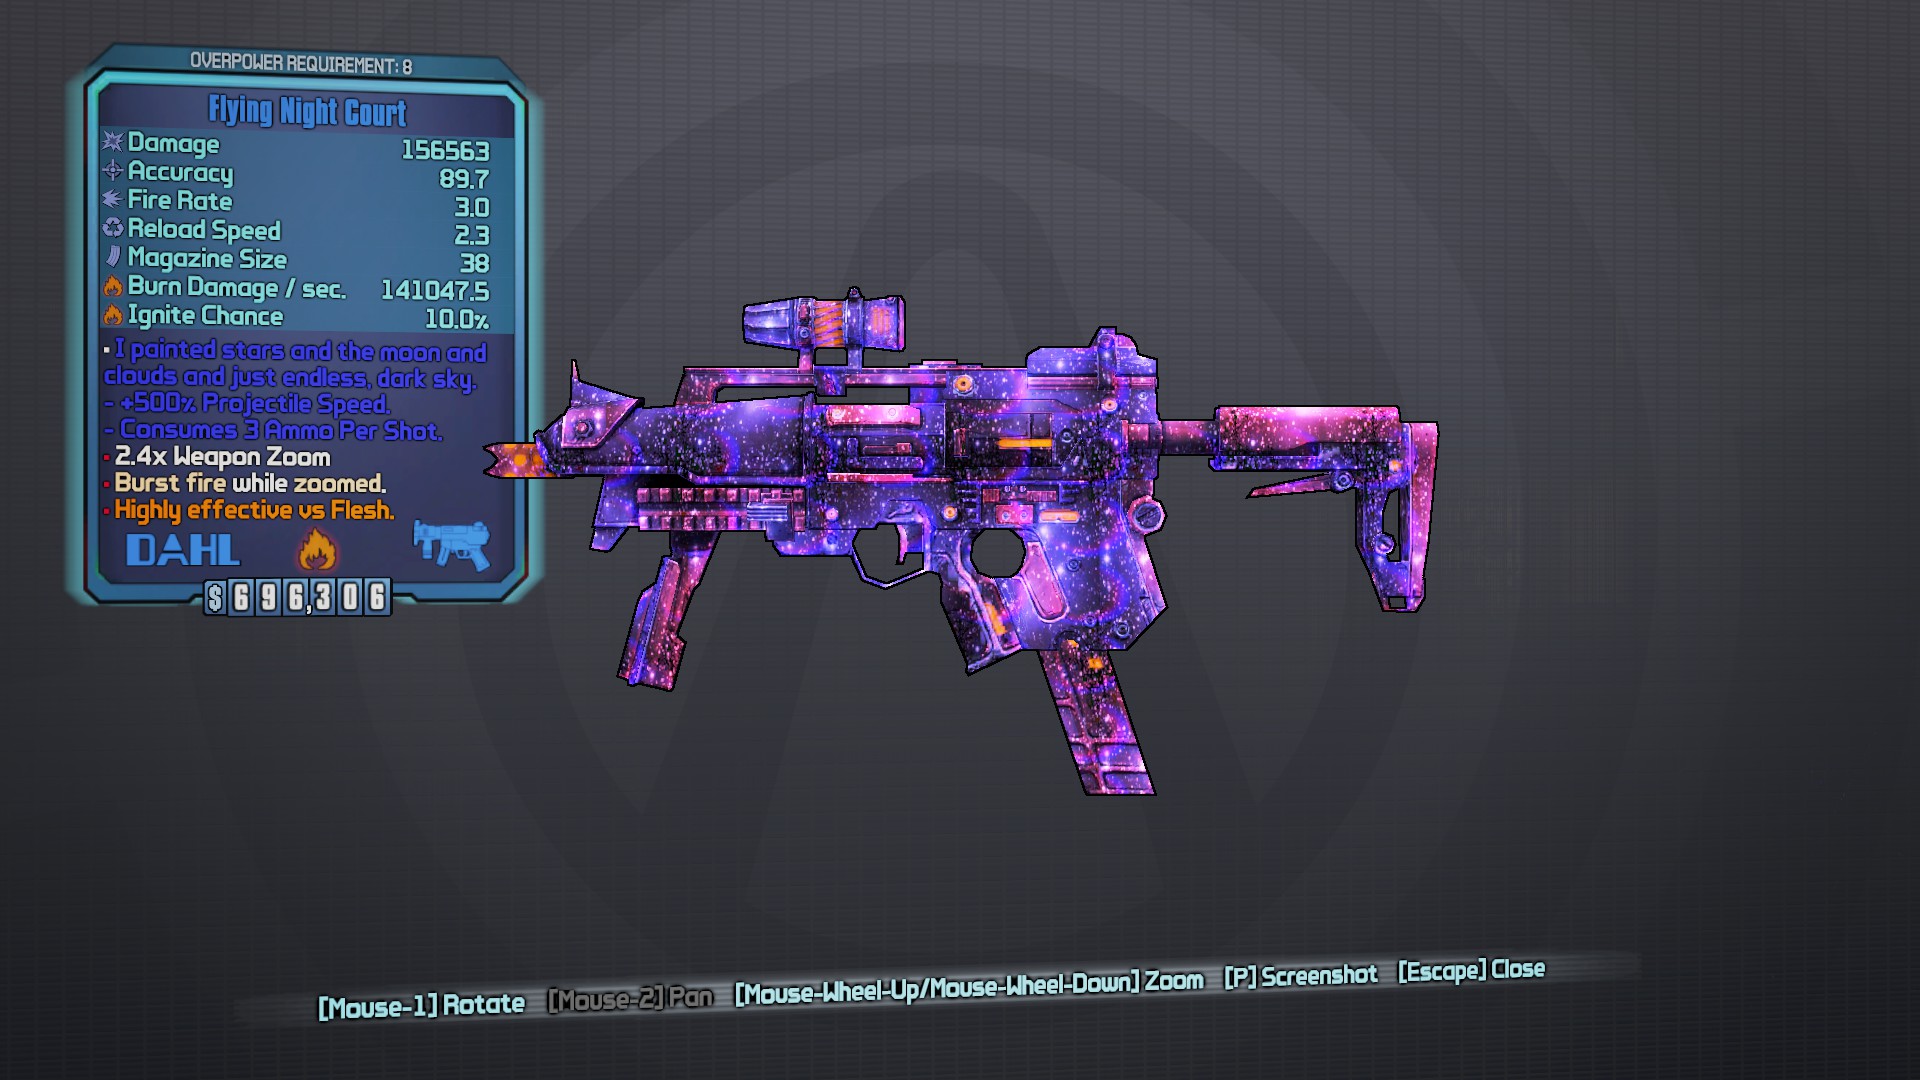 OVERPOWER REQUIREMENT: 8
Flying Night Court
Damage 156563
Accuracy 89.7
Fire Rate 3.0
Reload Speed 2.3
Magazine Size 38
Burn Damage / sec. 141047.5
Ignite Chance 10.0%
• I painted stars and the moon and
clouds and just endless, dark sky.
- +500% Projectile Speed.
- Consumes 3 Ammo Per Shot.
• 2.4x Weapon Zoom
• Burst fire while zoomed.
• Highly effective vs Flesh.
DAHL
$696,306
[Mouse-1] Rotate [Mouse-2] Pan [Mouse-Wheel-Up/Mouse-Wheel-Down] Zoom [P] Screenshot [Escape] Close